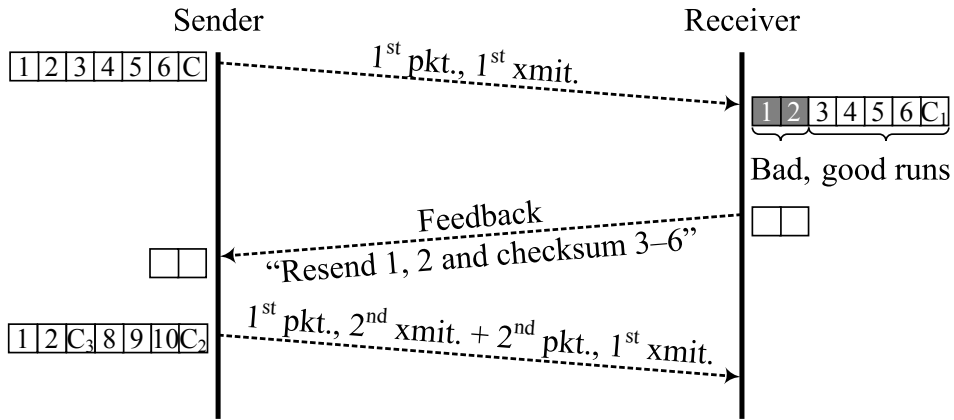 Sender
Receiver
1 2 3 4 5 6 C
1st pkt., 1st xmit.
1 2 3 4 5 6 C1
Bad, good runs
Feedback
“Resend 1, 2 and checksum 3–6”
1st pkt., 2nd xmit. + 2nd pkt., 1st xmit.
1 2 C3 8 9 10 C2